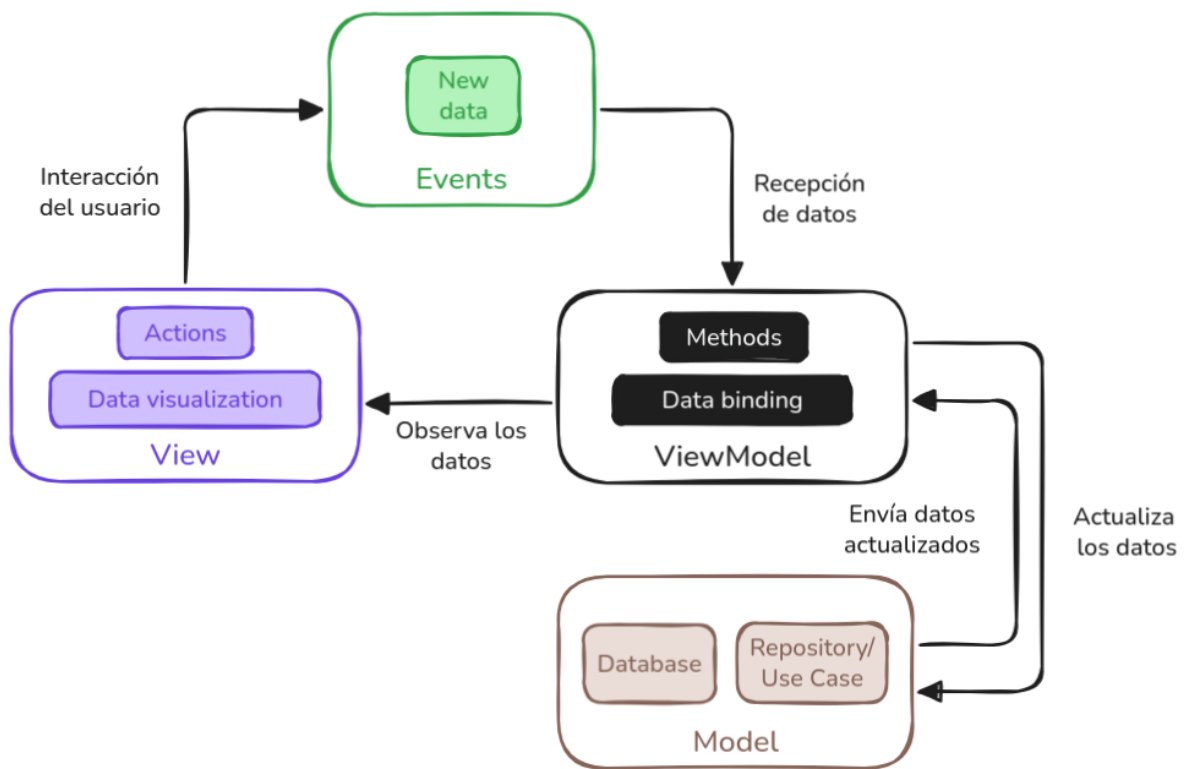 New
data
Events
Interacción
del usuario
Recepción
de datos
Actions
Data visualization
View
Observa los
datos
Methods
Data binding
ViewModel
Envía datos
actualizados
Actualiza
los datos
Database
Repository/
Use Case
Model